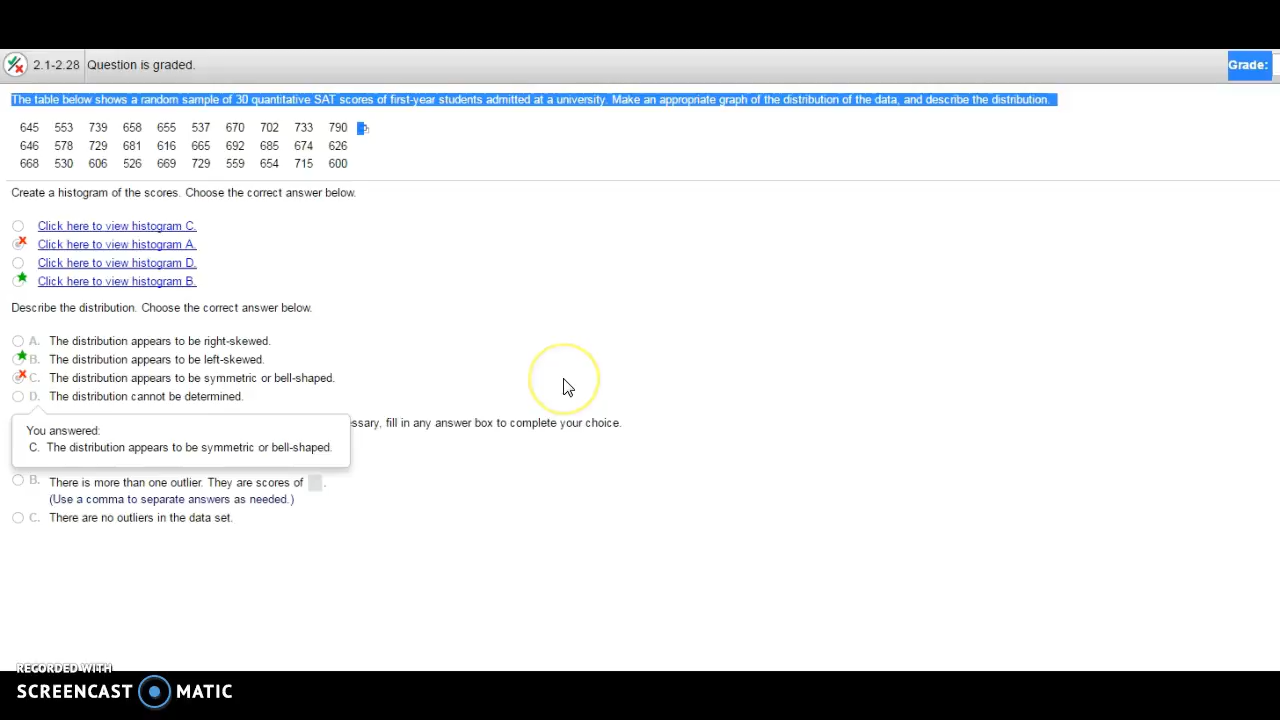 2.1-2.28 Question is graded. Grade:
The table below shows a random sample of 30 quantitative SAT scores of first-year students admitted at a university. Make an appropriate graph of the distribution of the data, and describe the distribution.
645 553 739 658 655 537 670 702 733 790
646 578 729 681 616 665 692 685 674 626
668 530 606 526 669 729 559 654 715 600
Create a histogram of the scores. Choose the correct answer below.
Click here to view histogram C.
Click here to view histogram A.
Click here to view histogram D.
Click here to view histogram B.
Describe the distribution. Choose the correct answer below.
A. The distribution appears to be right-skewed.
B. The distribution appears to be left-skewed.
C. The distribution appears to be symmetric or bell-shaped.
D. The distribution cannot be determined.
fill in any answer box to complete your choice.
You answered:
C. The distribution appears to be symmetric or bell-shaped.
B. There is more than one outlier. They are scores of .
(Use a comma to separate answers as needed.)
C. There are no outliers in the data set.
RECORDED WITH
SCREENCAST MATIC